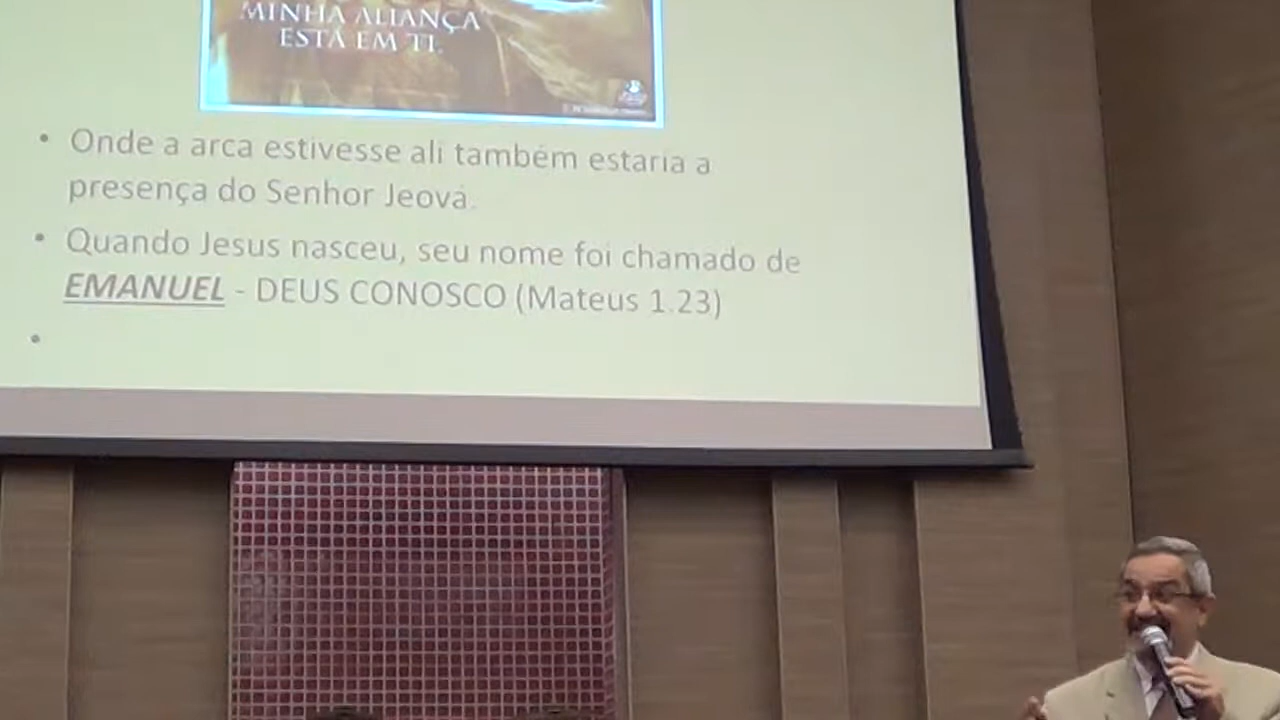 MINHA ALIANÇA
ESTÁ EM TI.
• Onde a arca estivesse ali também estaria a
presença do Senhor Jeová.
• Quando Jesus nasceu, seu nome foi chamado de
EMANUEL - DEUS CONOSCO (Mateus 1.23)
•